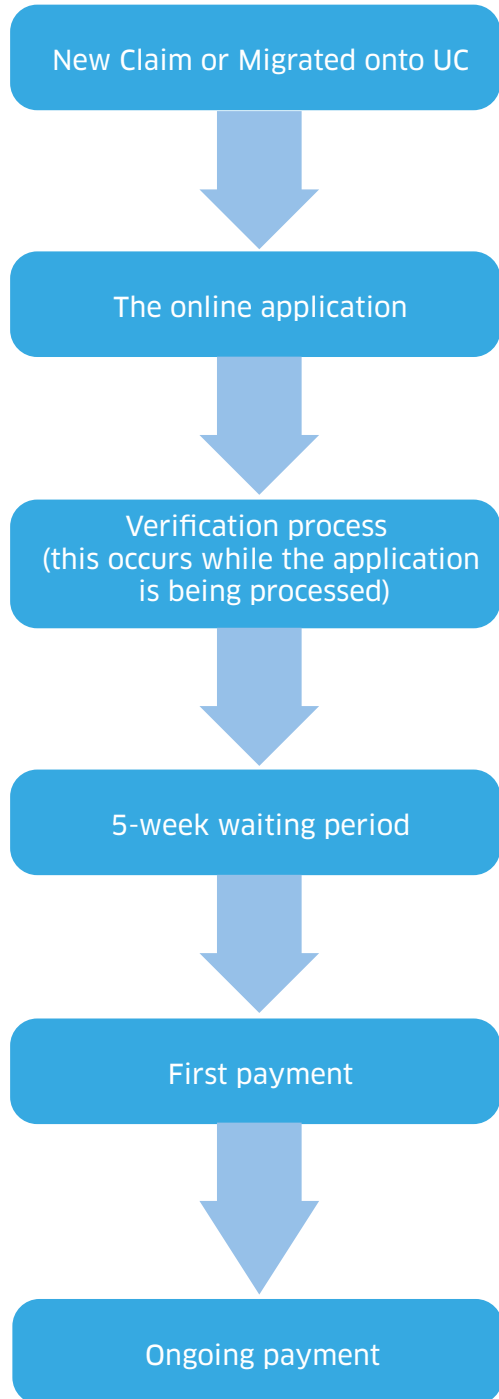 New Claim or Migrated onto UC
The online application
Verification process
(this occurs while the application
is being processed)
5-week waiting period
First payment
Ongoing payment